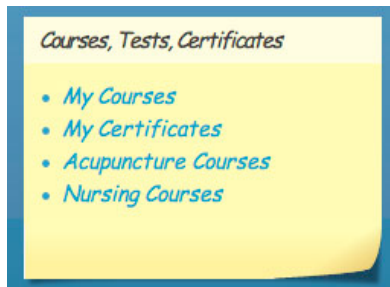 Courses, Tests, Certificates
My Courses
My Certificates
Acupuncture Courses
Nursing Courses